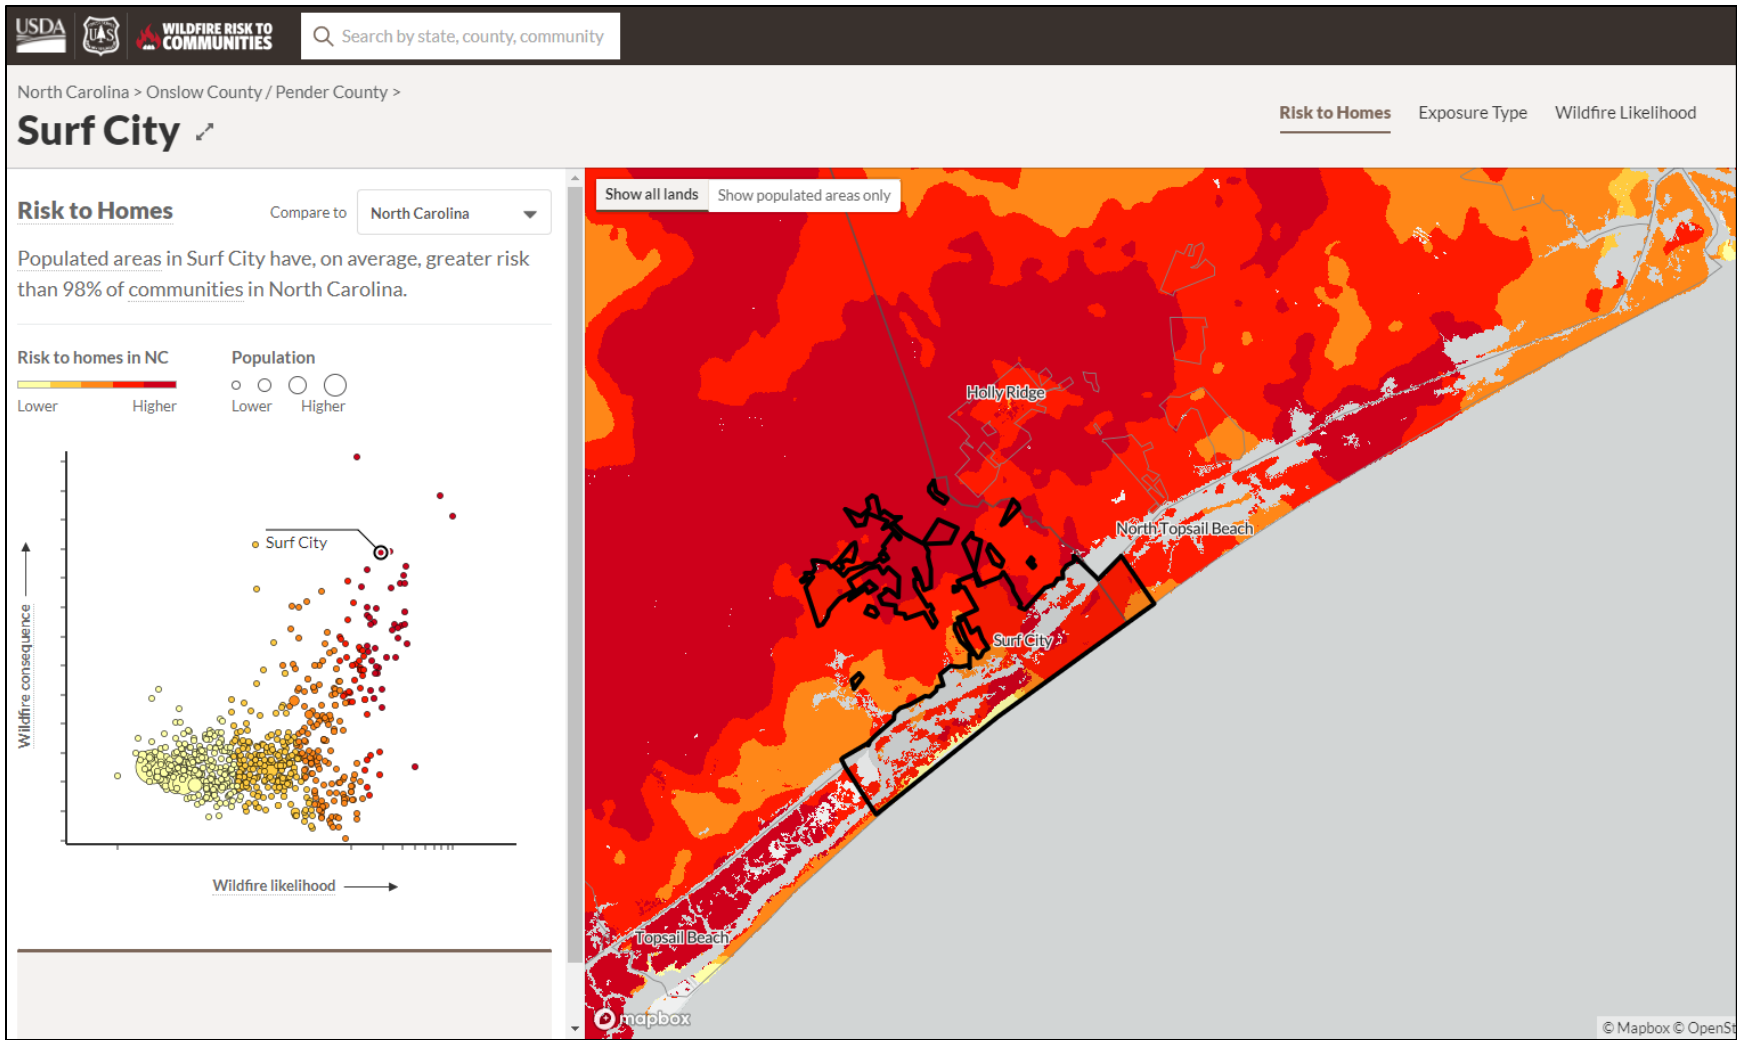 USDA
UAS
WILDFIRE RISK TO
COMMUNITIES
Search by state, county, community
North Carolina > Onslow County / Pender County >
Surf City
Risk to Homes
Exposure Type
Wildfire Likelihood
Risk to Homes
Compare to
North Carolina
Populated areas in Surf City have, on average, greater risk
than 98% of communities in North Carolina.
Risk to homes in NC
Population
Lower
Higher
Lower
Higher
Surf City
Wildfire consequence
Wildfire likelihood
Show all lands
Show populated areas only
Holly Ridge
North Topsail Beach
Surf City
Topsail Beach
mapbox
© Mapbox © OpenSt